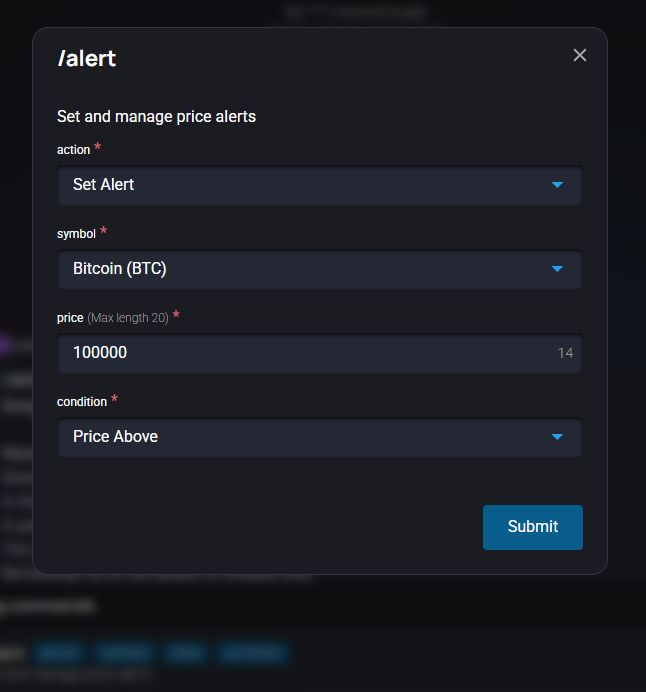 /alert
Set and manage price alerts
action *
Set Alert
symbol *
Bitcoin (BTC)
price (Max length 20) *
100000 14
condition *
Price Above
Submit
commands